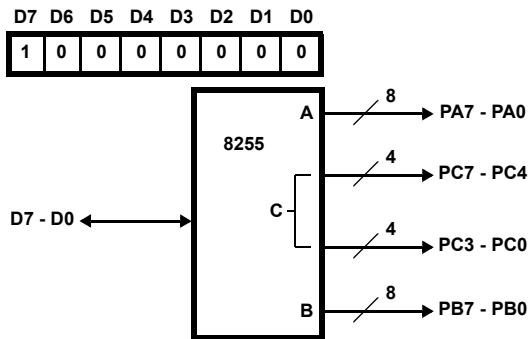 D7 D6 D5 D4 D3 D2 D1 D0
1 0 0 0 0 0 0 0
A
8
PA7 - PA0
8255
4
PC7 - PC4
C
D7 - D0
4
PC3 - PC0
B
8
PB7 - PB0